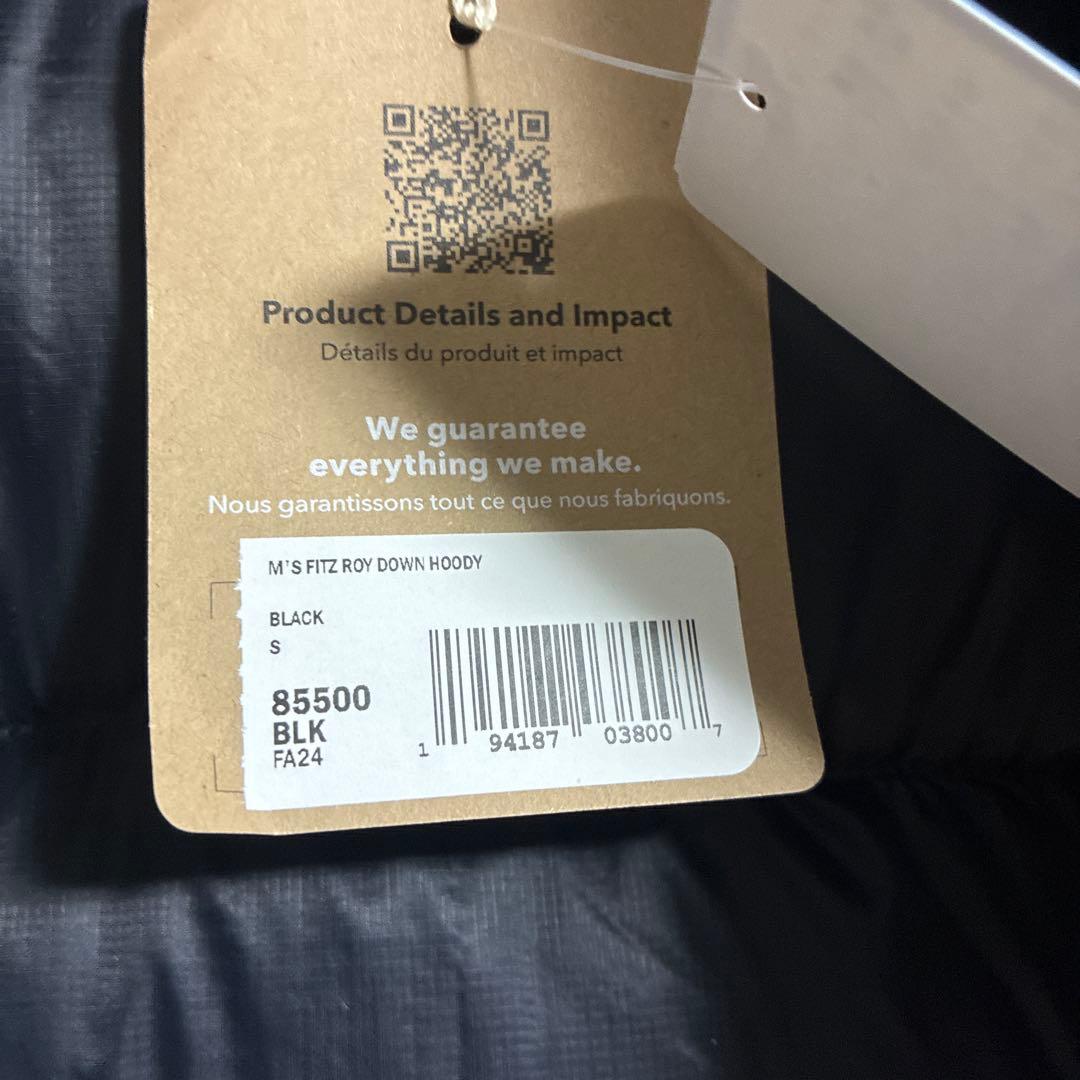 Product Details and Impact
Détails du produit et impact
We guarantee
everything we make.
Nous garantissons tout ce que nous fabriquons.
M'S FITZ ROY DOWN HOODY
BLACK
S
85500
BLK
FA24
1 94187 03800 7